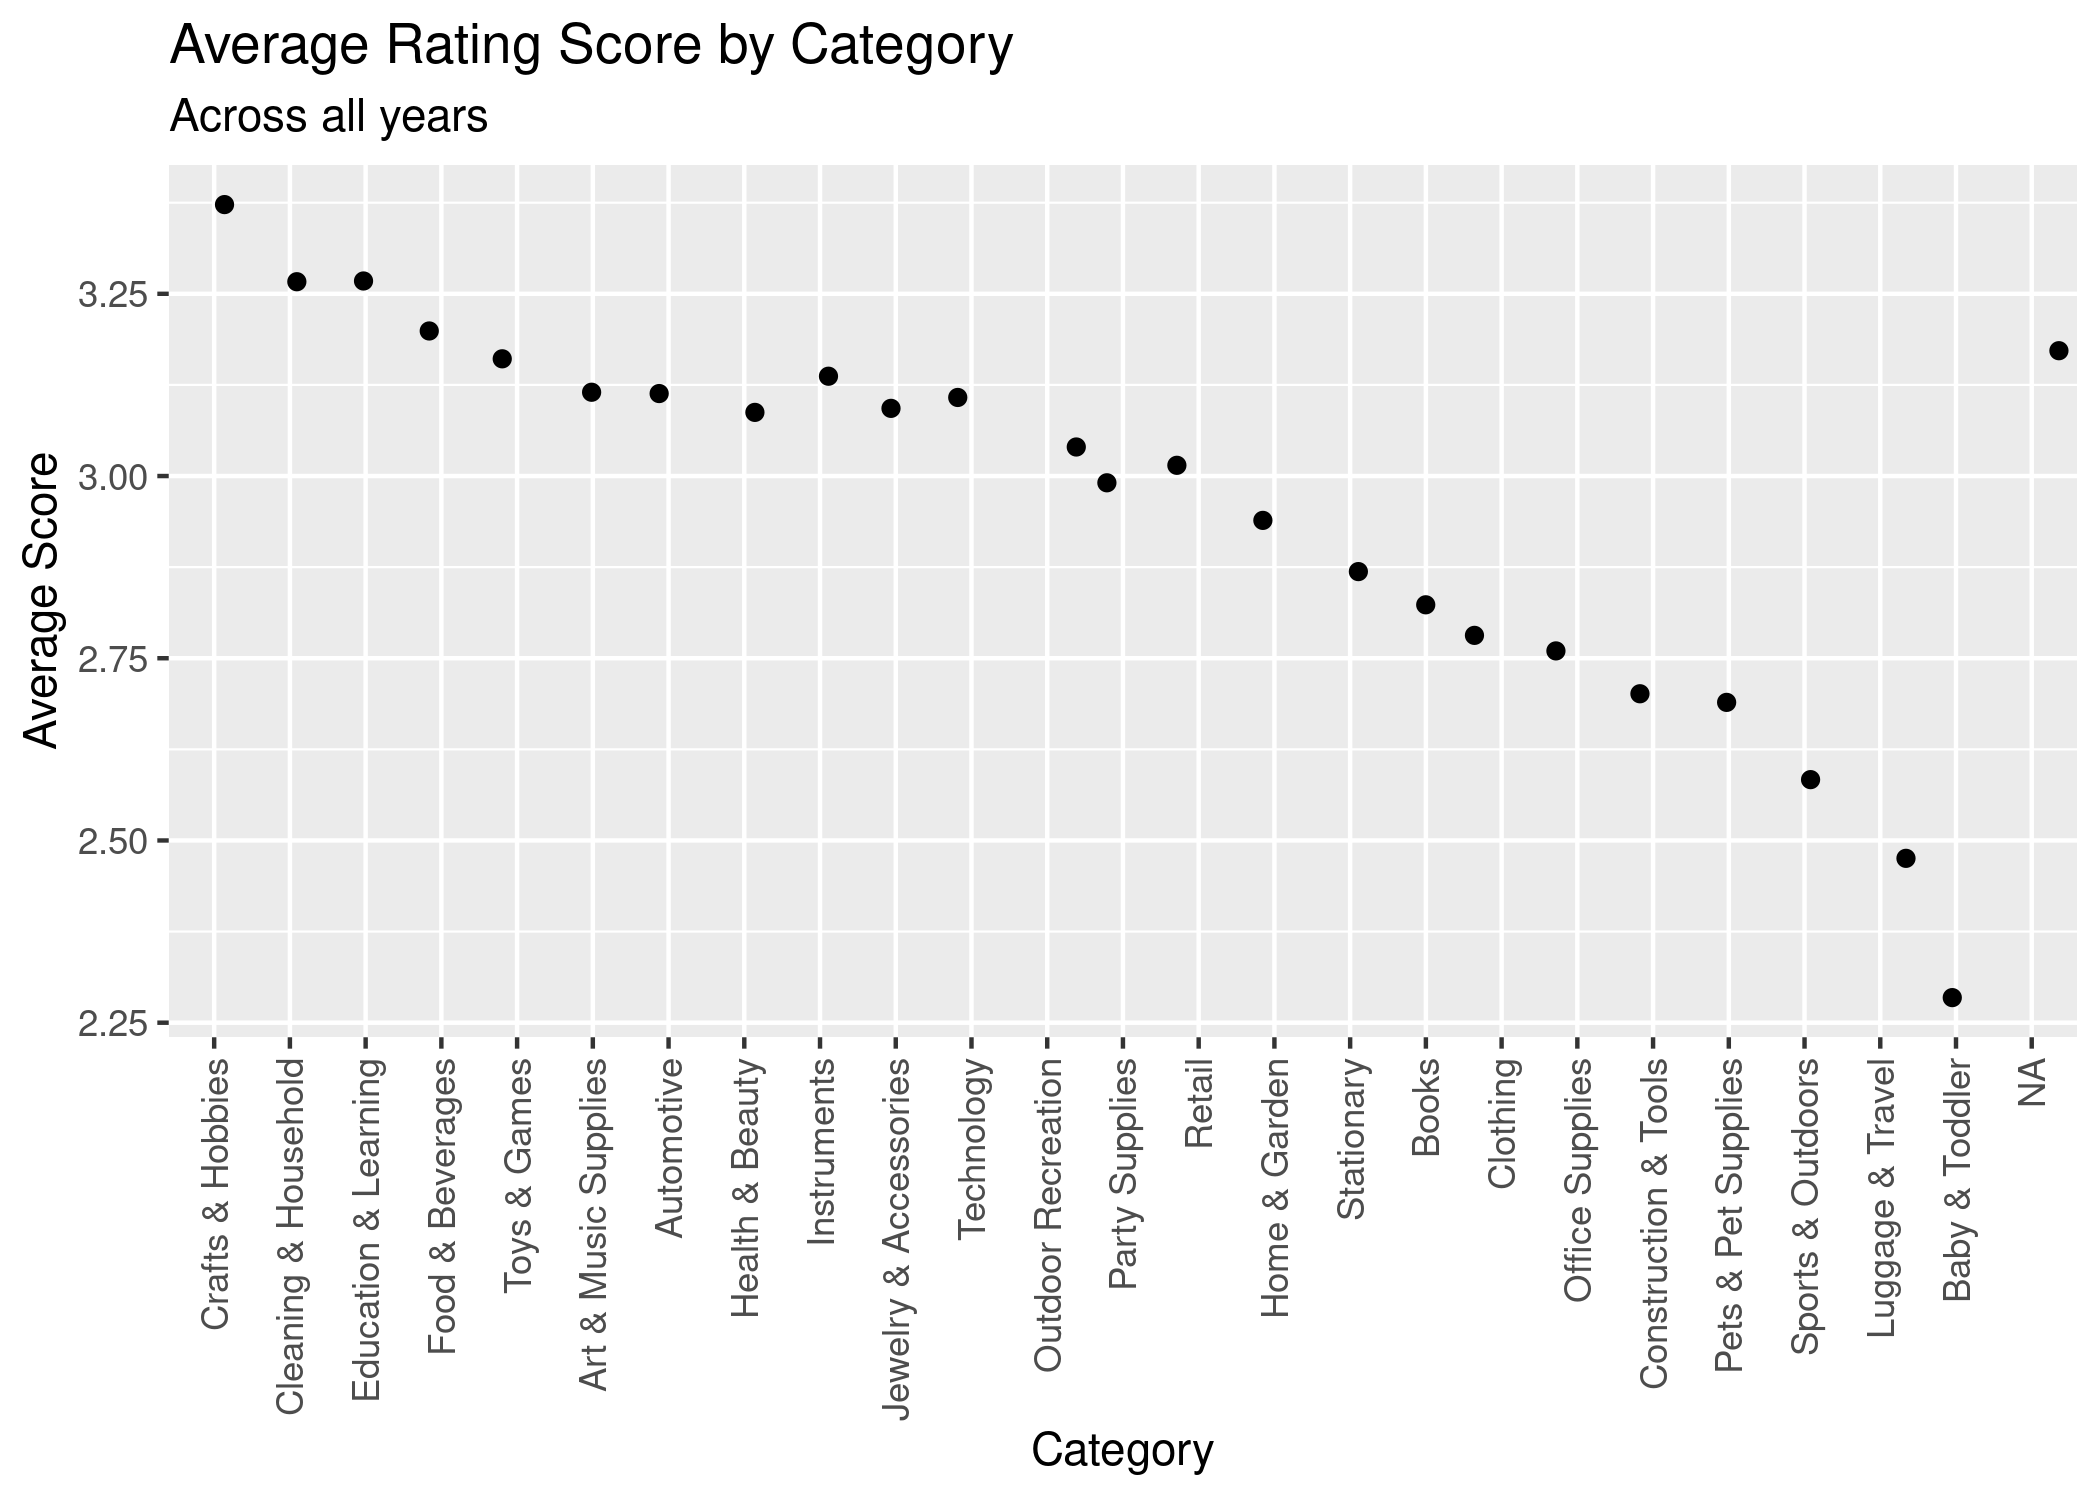 Average Rating Score by Category
Across all years
Average Score
3.25
3.00
2.75
2.50
2.25
Crafts & Hobbies
Cleaning & Household
Education & Learning
Food & Beverages
Toys & Games
Art & Music Supplies
Automotive
Health & Beauty
Instruments
Jewelry & Accessories
Technology
Outdoor Recreation
Party Supplies
Retail
Home & Garden
Stationary
Books
Clothing
Office Supplies
Construction & Tools
Pets & Pet Supplies
Sports & Outdoors
Luggage & Travel
Baby & Toddler
NA
Category